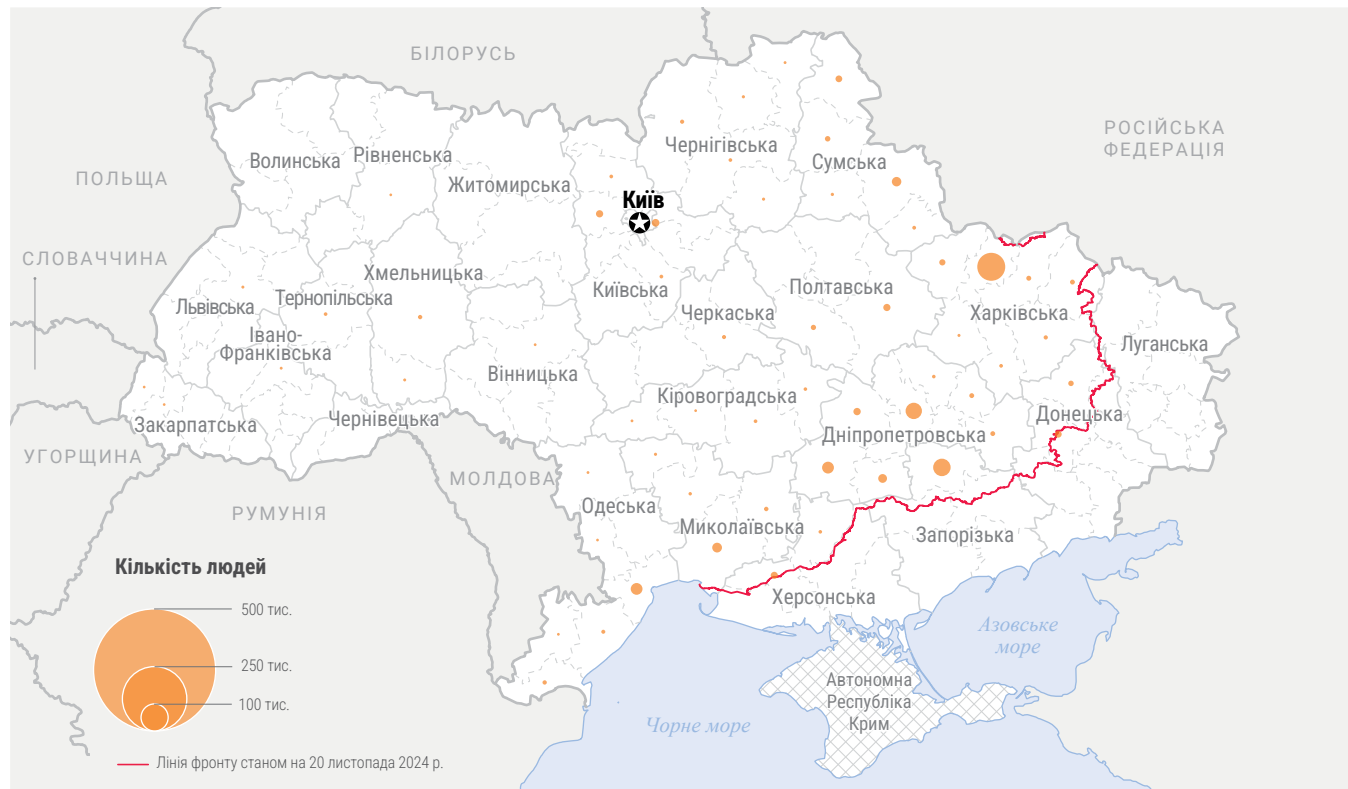 БІЛОРУСЬ
РОСІЙСЬКА
ФЕДЕРАЦІЯ
ПОЛЬЩА
СЛОВАЧЧИНА
УГОРЩИНА
РУМУНІЯ
МОЛДОВА
Волинська
Рівненська
Житомирська
Київ
Чернігівська
Сумська
Львівська
Тернопільська
Хмельницька
Київська
Черкаська
Полтавська
Харківська
Луганська
Івано-
Франківська
Вінницька
Кіровоградська
Дніпропетровська
Донецька
Закарпатська
Чернівецька
Одеська
Миколаївська
Запорізька
Херсонська
Азовське
море
Автономна
Республіка
Крим
Чорне море
Кількість людей
500 тис.
250 тис.
100 тис.
Лінія фронту станом на 20 листопада 2024 р.